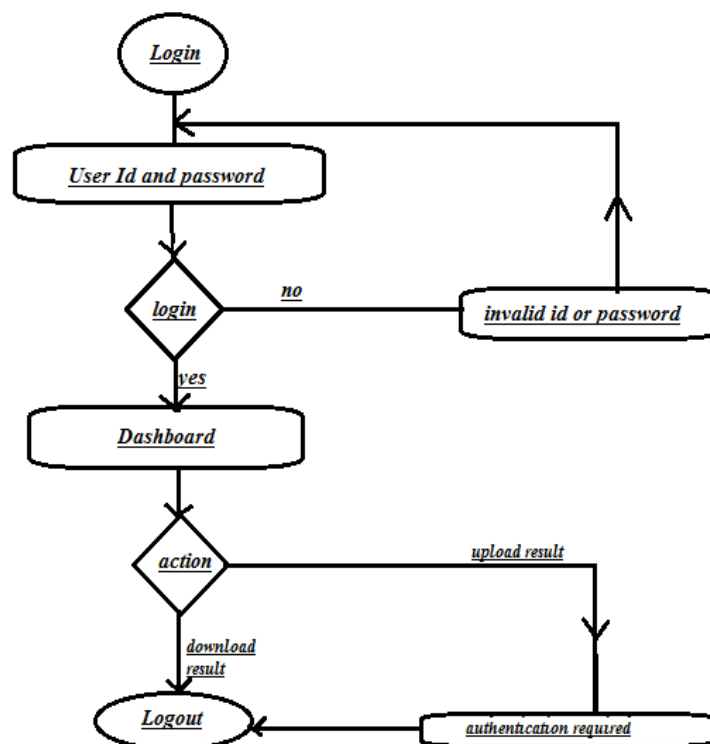 Login
User Id and password
login
no
invalid id or password
yes
Dashboard
action
upload result
download
result
Logout
authentication required